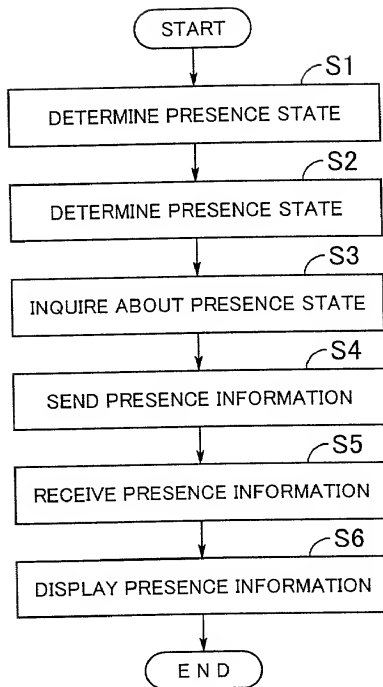 START
S1
DETERMINE PRESENCE STATE
S2
DETERMINE PRESENCE STATE
S3
INQUIRE ABOUT PRESENCE STATE
S4
SEND PRESENCE INFORMATION
S5
RECEIVE PRESENCE INFORMATION
S6
DISPLAY PRESENCE INFORMATION
END